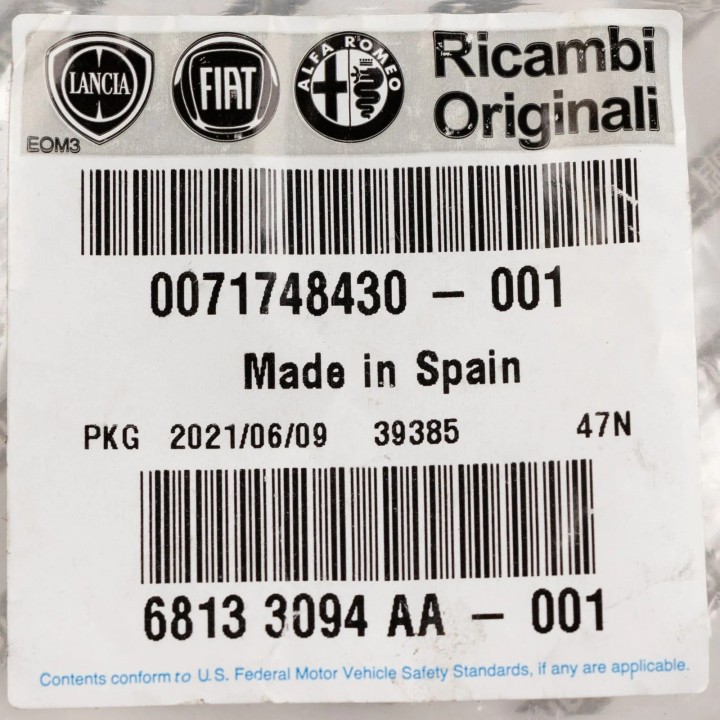 LANCIA FIAT ALFA ROMEO Ricambi
Originali
EOM3
0071748430 – 001
Made in Spain
PKG 2021/06/09 39385 47N
6813 3094 AA – 001
Contents conform to U.S. Federal Motor Vehicle Safety Standards, if any are applicable.